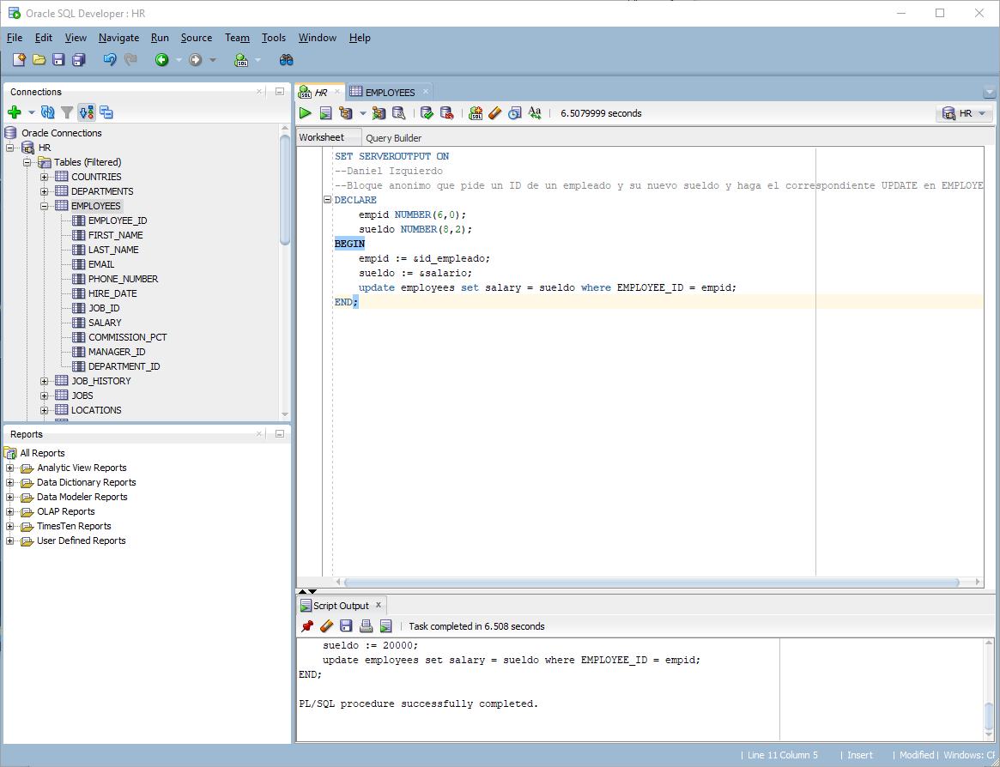 Oracle SQL Developer : HR
File Edit View Navigate Run Source Team Tools Window Help
Connections
Oracle Connections
HR
Tables (Filtered)
COUNTRIES
DEPARTMENTS
EMPLOYEES
EMPLOYEE_ID
FIRST_NAME
LAST_NAME
EMAIL
PHONE_NUMBER
HIRE_DATE
JOB_ID
SALARY
COMMISSION_PCT
MANAGER_ID
DEPARTMENT_ID
JOB_HISTORY
JOBS
LOCATIONS
Reports
All Reports
Analytic View Reports
Data Dictionary Reports
Data Modeler Reports
OLAP Reports
TimesTen Reports
User Defined Reports
HR EMPLOYEES
6.5079999 seconds HR
Worksheet Query Builder
SET SERVEROUTPUT ON
--Daniel Izquierdo
--Bloque anonimo que pide un ID de un empleado y su nuevo sueldo y haga el correspondiente UPDATE en EMPLOYE
DECLARE
empid NUMBER(6,0);
sueldo NUMBER(8,2);
BEGIN
empid := &id_empleado;
sueldo := &salario;
update employees set salary = sueldo where EMPLOYEE_ID = empid;
END;
Script Output
Task completed in 6.508 seconds
sueldo := 20000;
update employees set salary = sueldo where EMPLOYEE_ID = empid;
END;
PL/SQL procedure successfully completed.
Line 11 Column 5 | Insert | Modified | Windows: CF